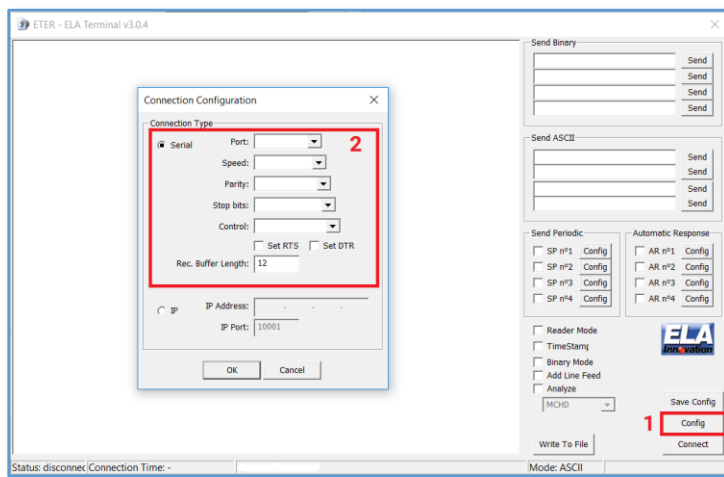 ETER - ELA Terminal v3.0.4
Connection Configuration
Connection Type
Serial
Port:
2
Speed:
Parity:
Stop bits:
Control:
Set RTS Set DTR
Rec. Buffer Length: 12
IP
IP Address: . . .
IP Port: 10001
OK Cancel
Send Binary
Send
Send
Send
Send
Send ASCII
Send
Send
Send
Send
Send Periodic
SP nº1 Config
SP nº2 Config
SP nº3 Config
SP nº4 Config
Automatic Response
AR nº1 Config
AR nº2 Config
AR nº3 Config
AR nº4 Config
Reader Mode
TimeStamp
Binary Mode
Add Line Feed
Analyze
MCHD
ELA
Innovation
Save Config
1 Config
Write To File Connect
Status: disconnec Connection Time: - Mode: ASCII